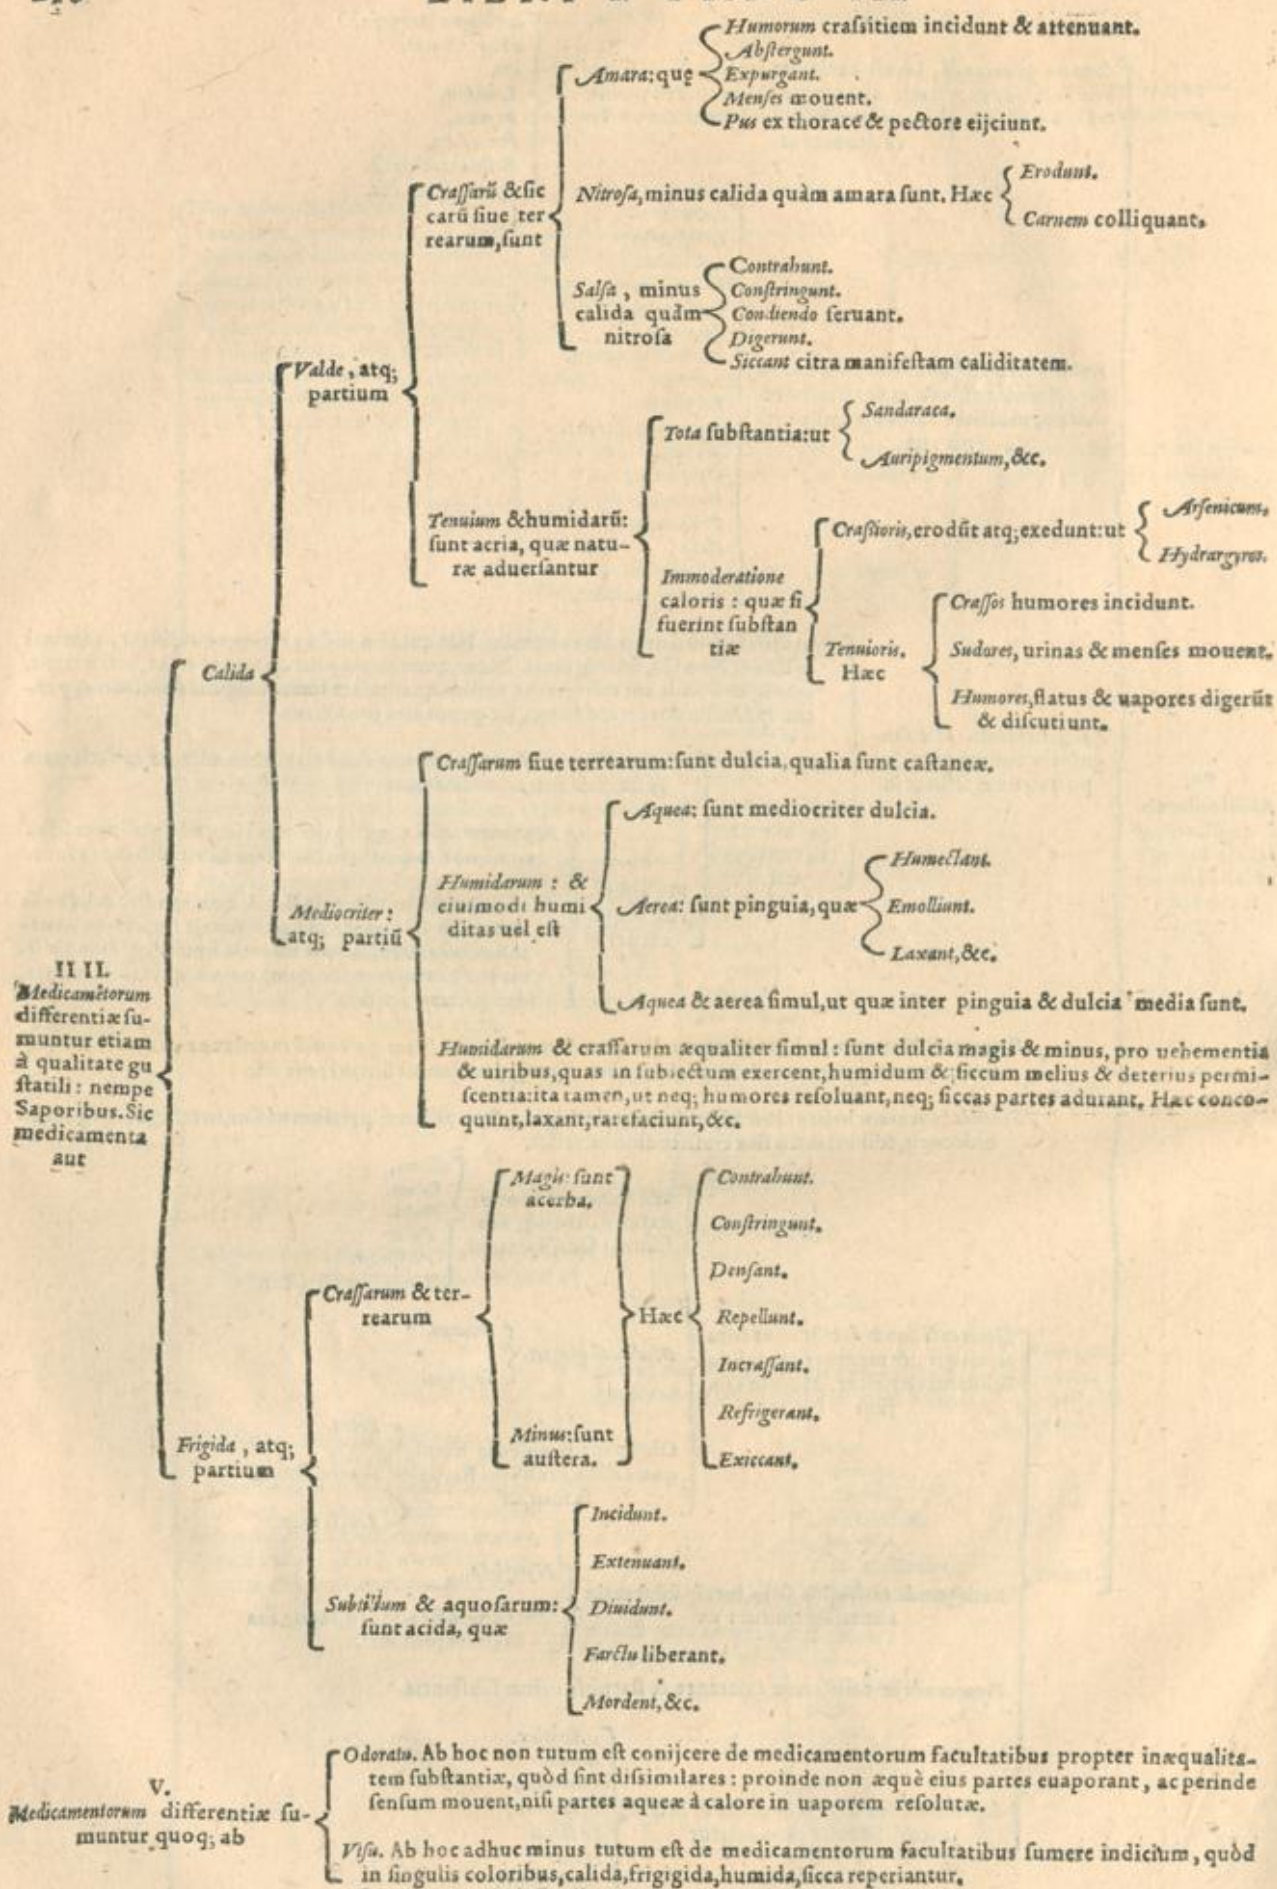 Humorum craſsitiem incidunt & attenuant.
Abſtergunt.
Amara: quę
Expurgant.
Menſes mouent.
Pus ex thorace & pectore eijciunt.
Craſſarū & ſic
carū ſiue ter
rearum, ſunt
Nitroſa, minus calida quàm amara ſunt. Hæc
Erodunt.
Carnem colliquant.
Salſa, minus
calida quàm
nitroſa
Contrahunt.
Conſtringunt.
Condiendo ſeruant.
Digerunt.
Siccant citra manifeſtam caliditatem.
Valde, atq;
partium
Tota ſubſtantia: ut
Sandaraca.
Auripigmentum, &c.
Tenuium & humidarū:
ſunt acria, quæ natu-
ræ aduerſantur
Craſsioris, erodūt atq; exedunt: ut
Arſenicum.
Hydrargyros.
Immoderatione
caloris: quæ ſi
fuerint ſubſtan
tiæ
Tenuioris.
Hæc
Craſſos humores incidunt.
Sudores, urinas & menſes mouent.
Humores, flatus & uapores digerūt
& diſcutiunt.
Calida
Craſſarum ſiue terrearum: ſunt dulcia, qualia ſunt caſtaneæ.
Aquea: ſunt mediocriter dulcia.
Mediocriter:
atq; partiū
Humidarum: &
eiuſmodi humi
ditas uel eſt
Aerea: ſunt pinguia, quæ
Humectant.
Emolliunt.
Laxant, &c.
Aquea & aerea ſimul, ut quæ inter pinguia & dulcia media ſunt.
Humidarum & craſſarum æqualiter ſimul: ſunt dulcia magis & minus, pro uehementia
& uiribus, quas in ſubiectum exercent, humidum & ſiccum melius & deterius permi-
ſcentia: ita tamen, ut neq; humores reſoluant, neq; ſiccas partes adurant. Hæc conco-
quunt, laxant, rarefaciunt, &c.
IIII.
Medicamētorum
differentiæ ſu-
muntur etiam
à qualitate gu
ſtatili: nempe
Saporibus. Sic
medicamenta
aut
Magis: ſunt
acerba.
Craſſarum & ter-
rearum
Minus: ſunt
auſtera.
Hæc
Contrahunt.
Conſtringunt.
Denſant.
Repellunt.
Incraſſant.
Refrigerant.
Exiccant.
Frigida, atq;
partium
Subtilium & aquoſarum:
ſunt acida, quæ
Incidunt.
Extenuant.
Diuidunt.
Farctu liberant.
Mordent, &c.
V.
Medicamentorum differentiæ ſu-
muntur quoq; ab
Odoratu. Ab hoc non tutum eſt conijcere de medicamentorum facultatibus propter inæqualita-
tem ſubſtantiæ, quòd ſint diſsimilares: proinde non æquè eius partes euaporant, ac perinde
ſenſum mouent, niſi partes aqueæ à calore in uaporem reſolutæ.
Viſu. Ab hoc adhuc minus tutum eſt de medicamentorum facultatibus ſumere indicium, quòd
in ſingulis coloribus, calida, frigigida, humida, ſicca reperiantur.